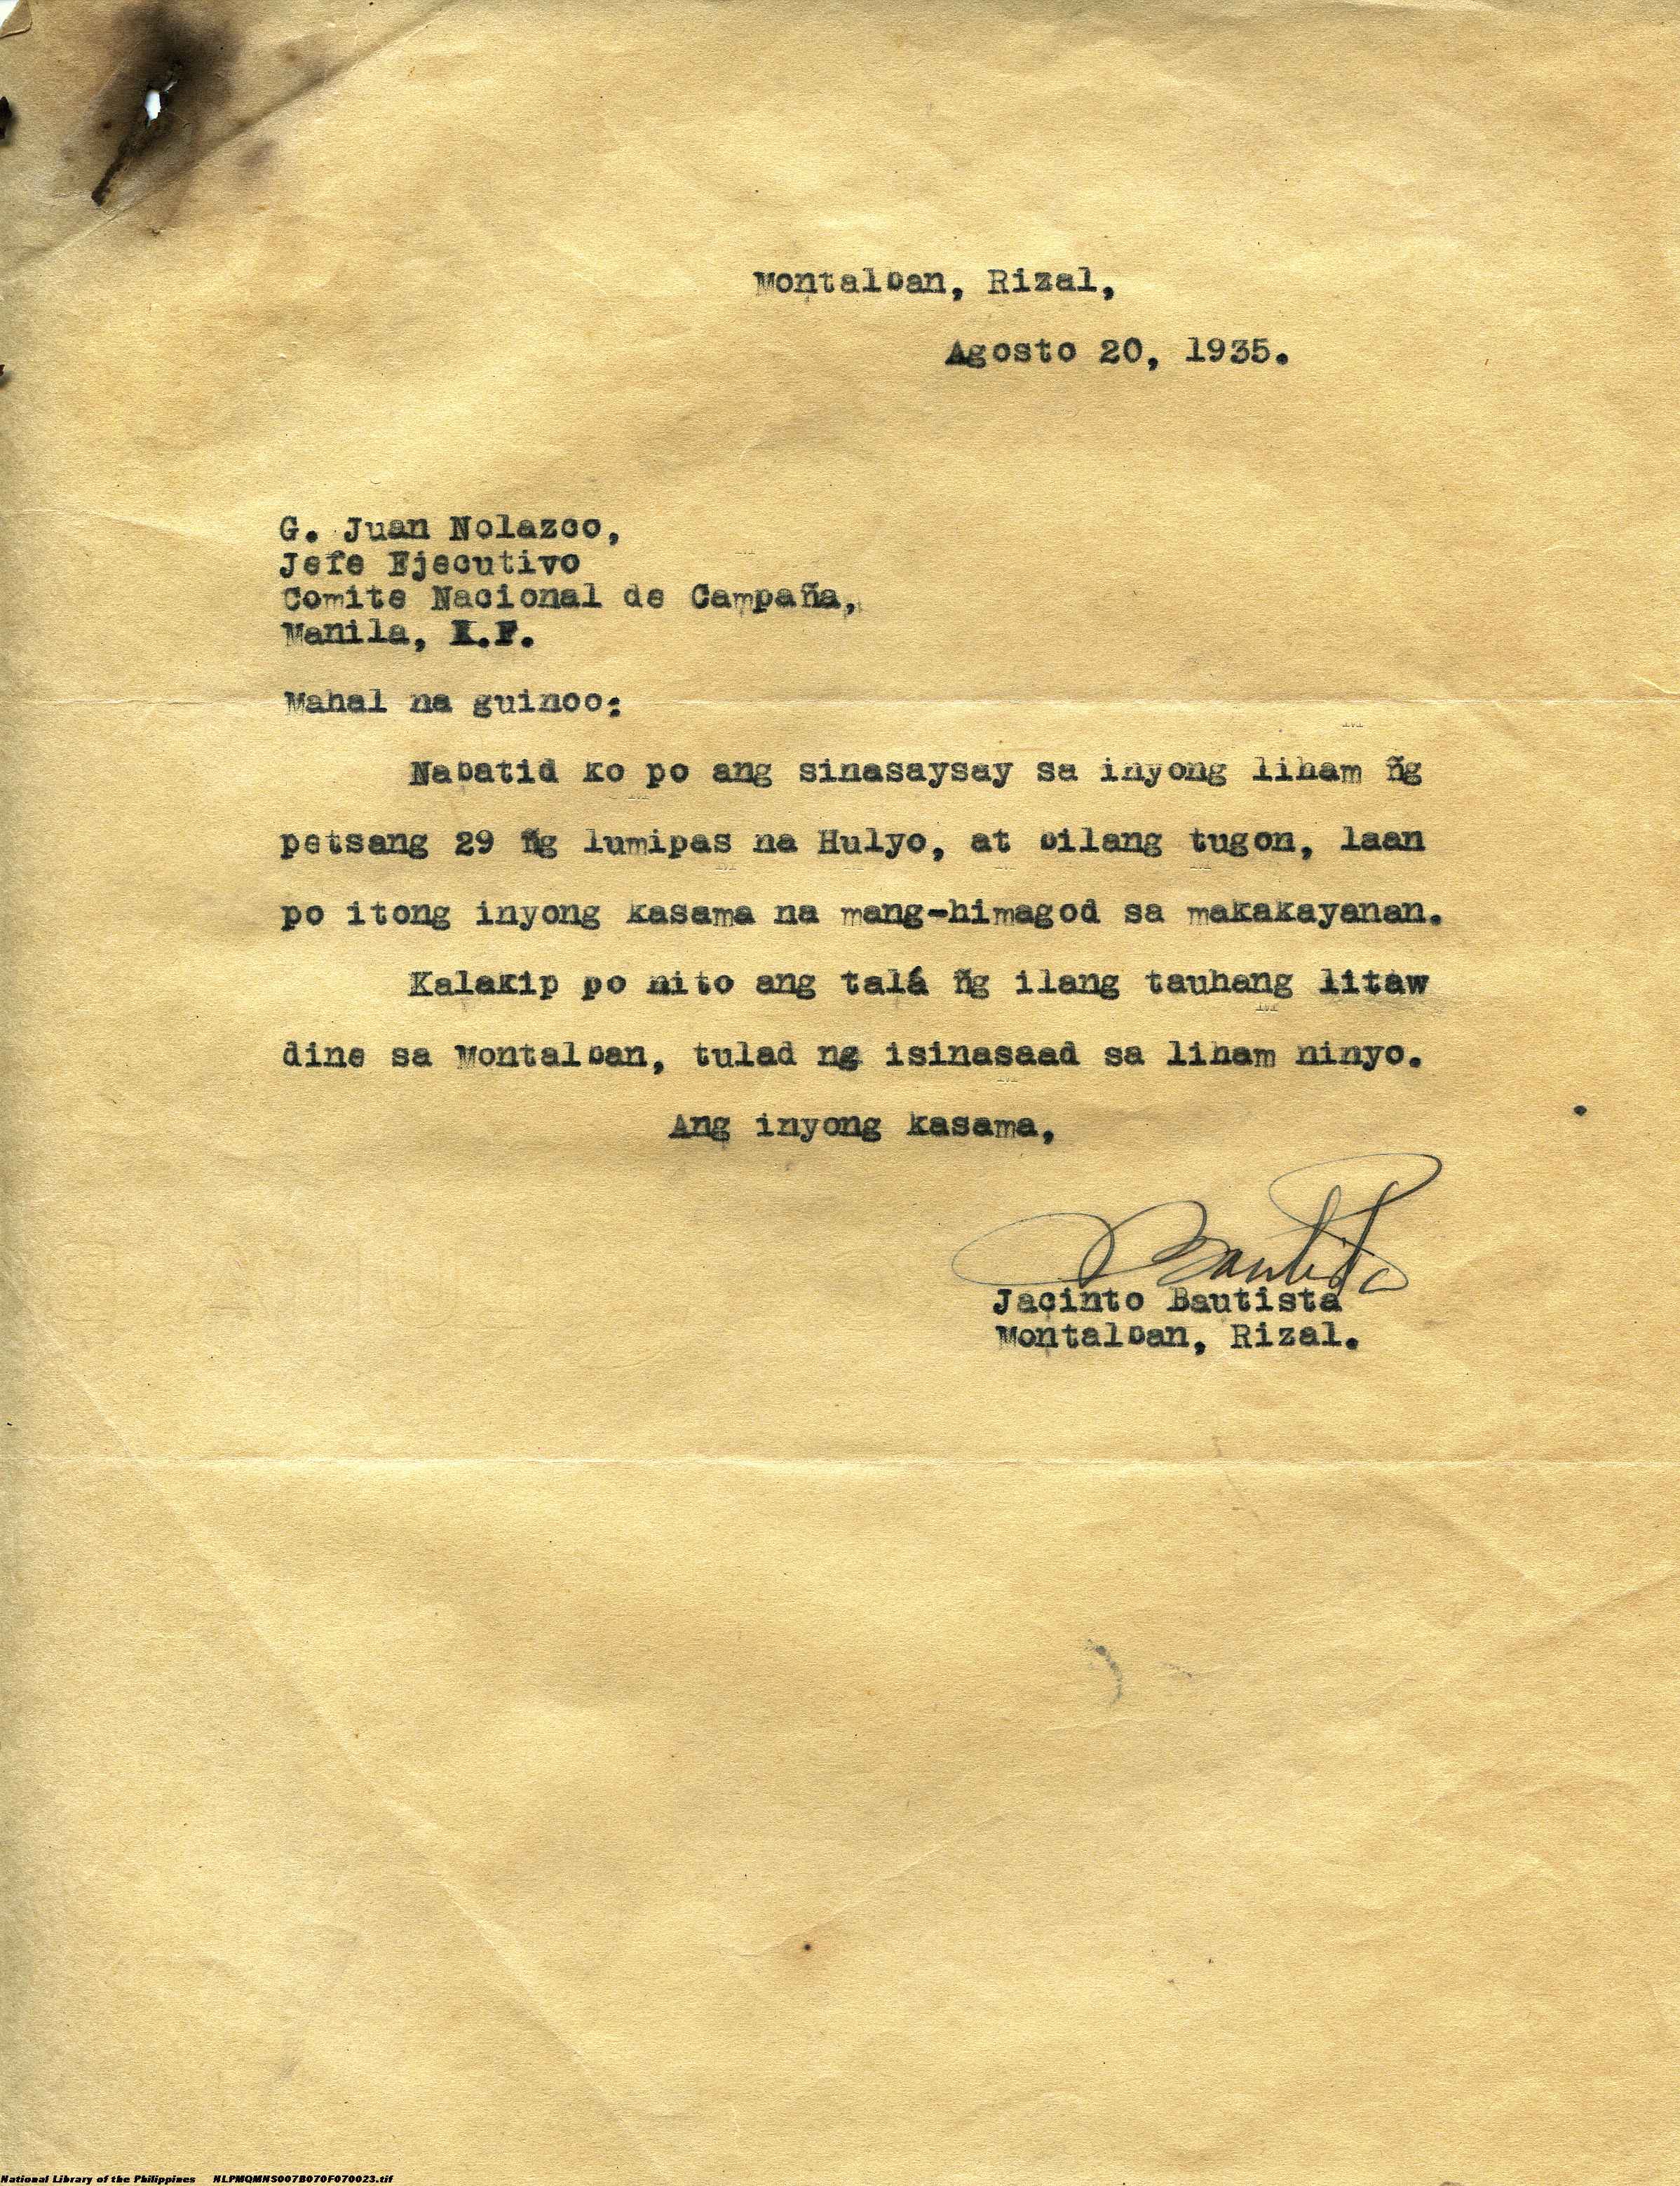 Montalban, Rizal,
Agosto 20, 1935.
G. Juan Nolazco,
Jefe Ejecutivo
Comite Nacional de Campaña,
Manila, I.F.
Mahal na guinoo:
Nabatid ko po ang sinasaysay sa inyong liham ñg
petsang 29 ñg lumipas na Hulyo, at bilang tugon, laan
po itong inyong kasama na mang-himagod sa makakayanan.
Kalakip po nito ang talá ñg ilang tauhang litaw
dine sa Montalban, tulad ng isinasaad sa liham ninyo.
Ang inyong kasama,
Bautista
Jacinto Bautista
Montalban, Rizal.
National Library of the Philippines NLPMQMNS007B070F070023.tif